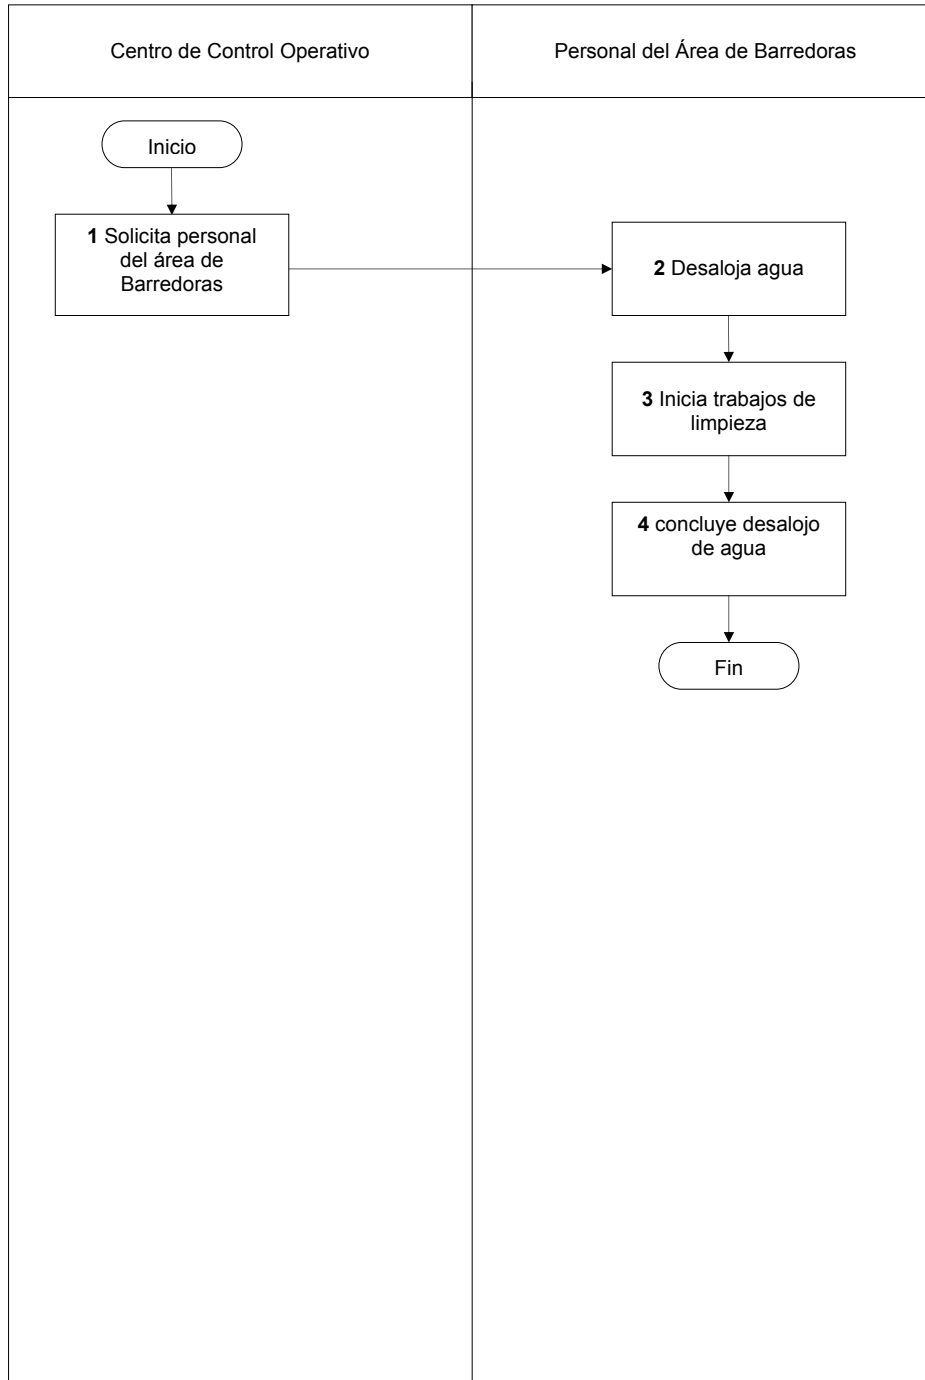 Centro de Control Operativo
Personal del Área de Barredoras
Inicio
1 Solicita personal
del área de
Barredoras
2 Desaloja agua
3 Inicia trabajos de
limpieza
4 concluye desalojo
de agua
Fin